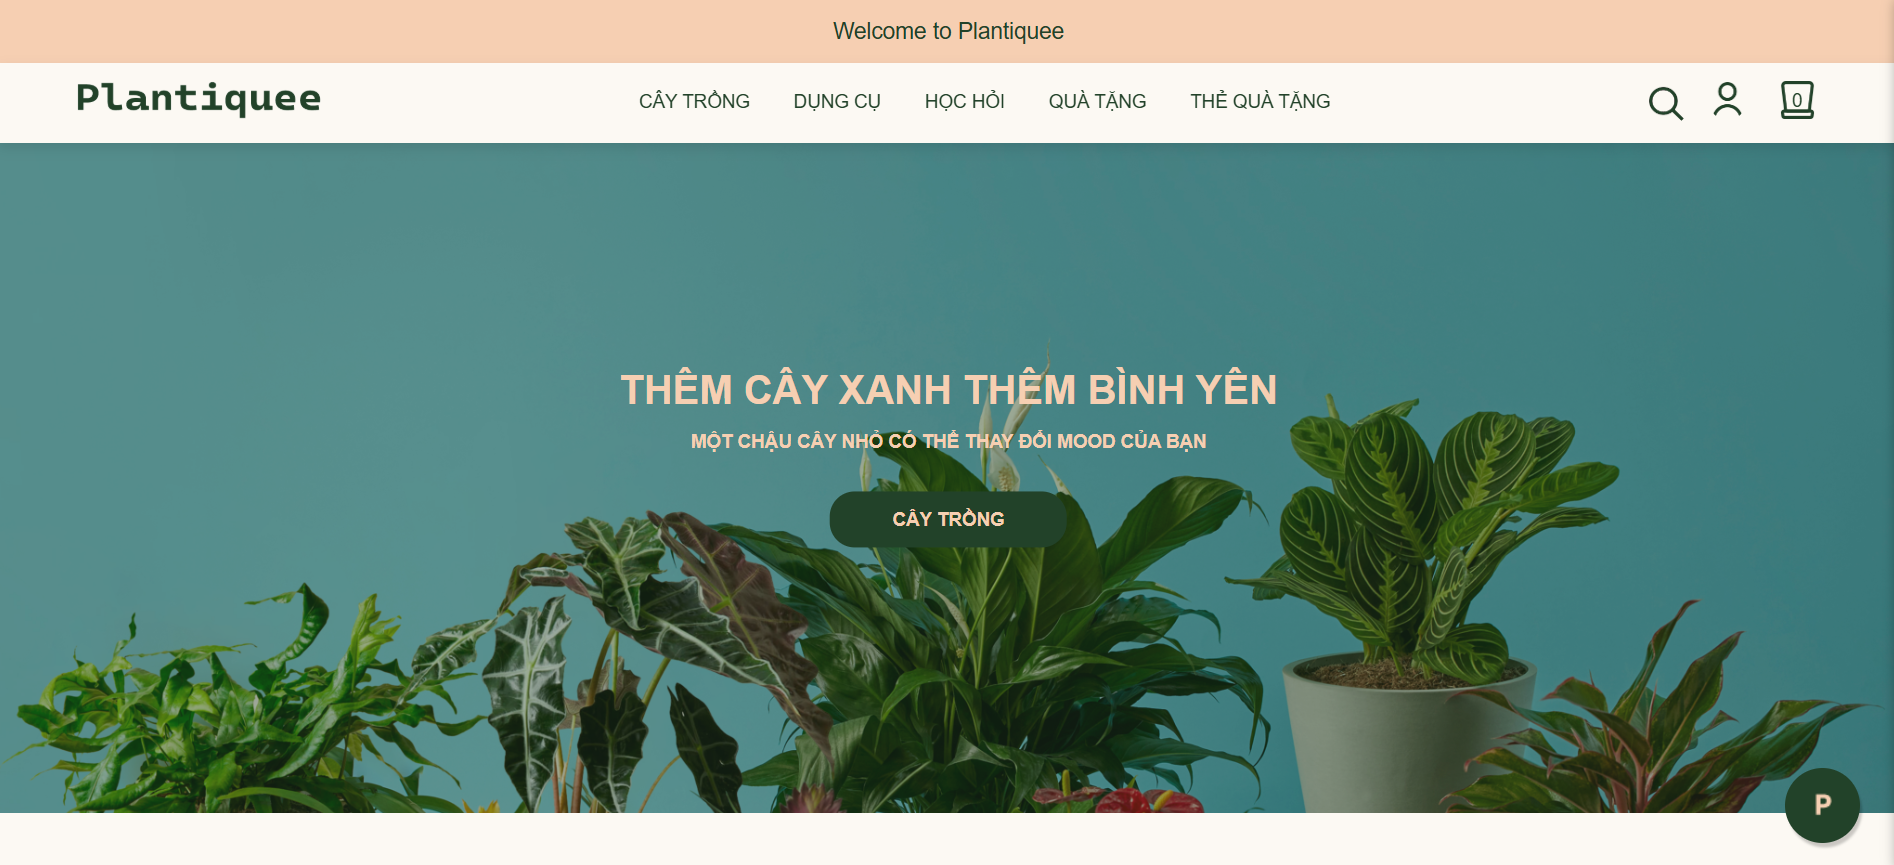 Welcome to Plantiquee
Plantiquee
CÂY TRỒNG DỤNG CỤ HỌC HỎI QUÀ TẶNG THẺ QUÀ TẶNG
0
THÊM CÂY XANH THÊM BÌNH YÊN
MỘT CHẬU CÂY NHỎ CÓ THỂ THAY ĐỔI MOOD CỦA BẠN
CÂY TRỒNG
P